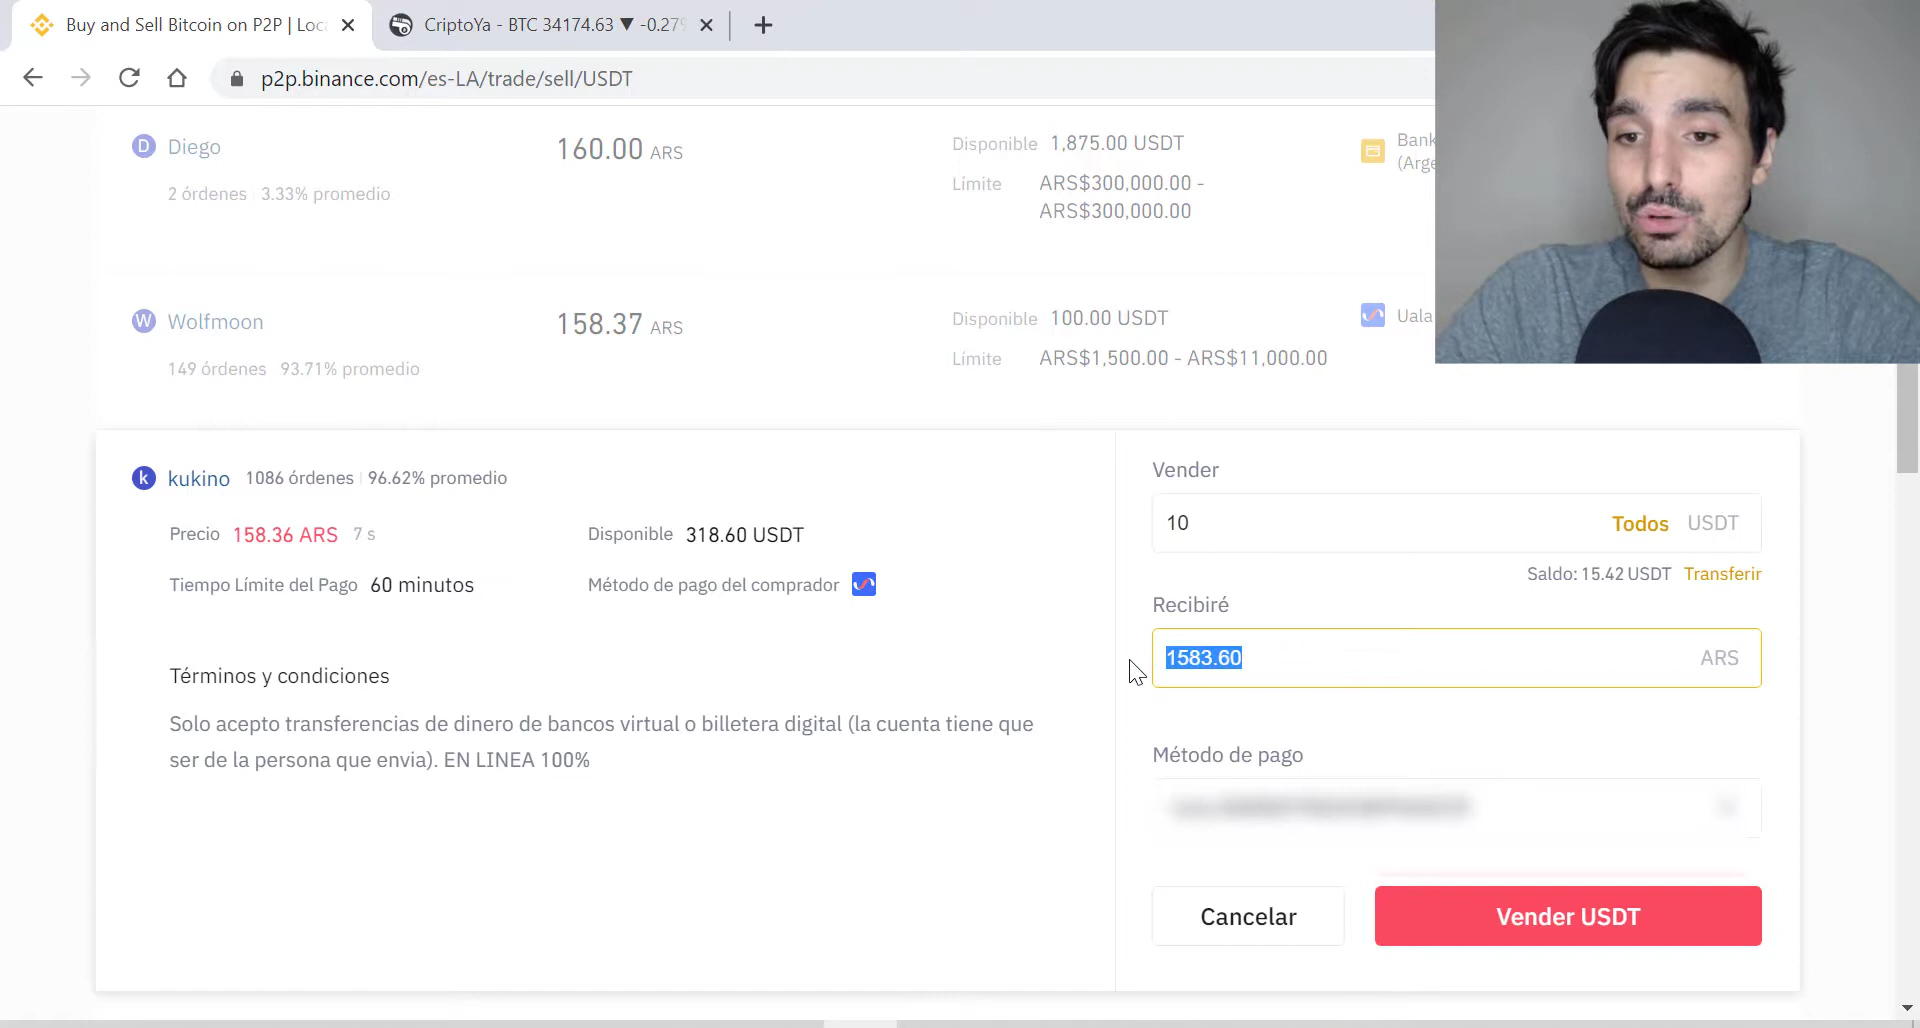 Buy and Sell Bitcoin on P2P | Loc
CriptoYa - BTC 34174.63 ▼ -0.27%
p2p.binance.com/es-LA/trade/sell/USDT
D Diego
160.00 ARS
Disponible 1,875.00 USDT
Bank
(Arge
2 órdenes | 3.33% promedio
Límite ARS$300,000.00 -
ARS$300,000.00
W Wolfmoon
158.37 ARS
Disponible 100.00 USDT
Uala
149 órdenes 93.71% promedio
Límite ARS$1,500.00 - ARS$11,000.00
k kukino 1086 órdenes | 96.62% promedio
Precio 158.36 ARS 7 s
Disponible 318.60 USDT
Tiempo Límite del Pago 60 minutos
Método de pago del comprador
Términos y condiciones
Solo acepto transferencias de dinero de bancos virtual o billetera digital (la cuenta tiene que
ser de la persona que envia). EN LINEA 100%
Vender
10 Todos USDT
Saldo: 15.42 USDT Transferir
Recibiré
1583.60 ARS
Método de pago
Cancelar
Vender USDT